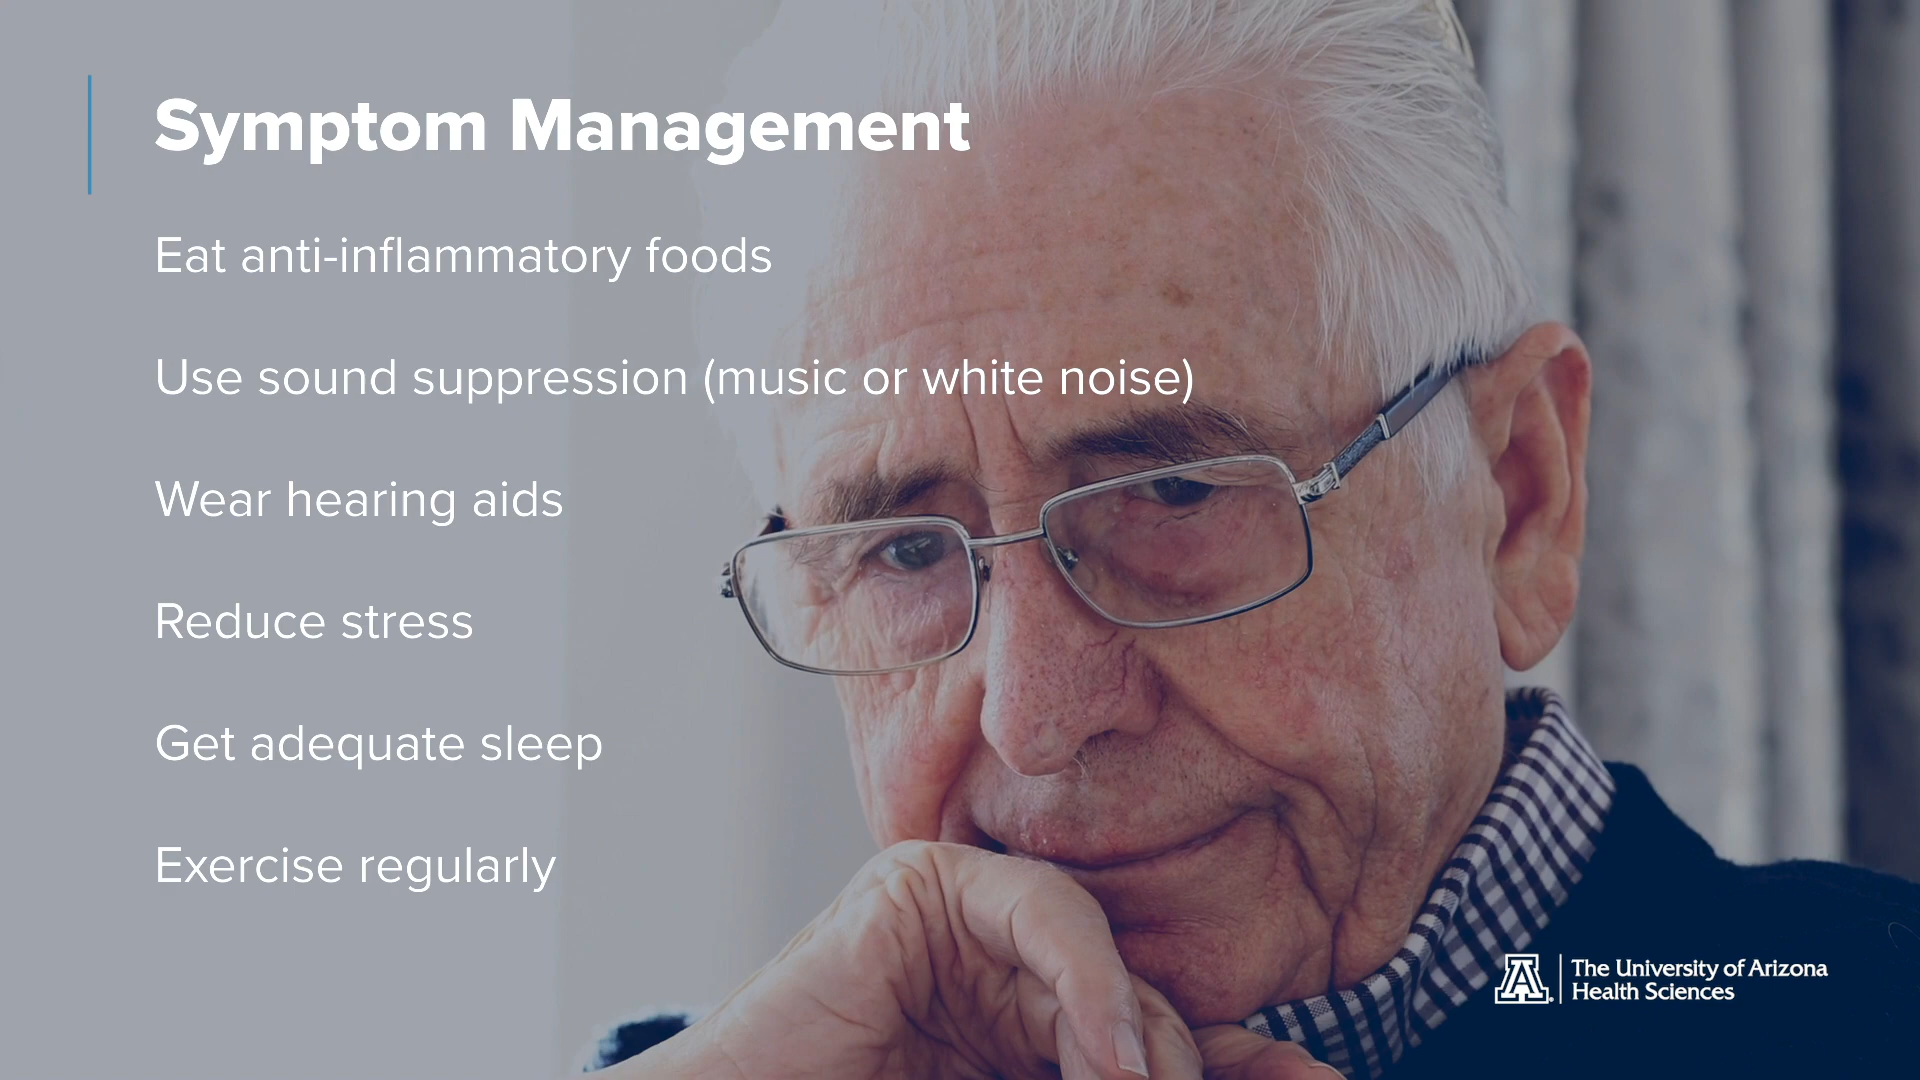 Symptom Management
Eat anti-inflammatory foods
Use sound suppression (music or white noise)
Wear hearing aids
Reduce stress
Get adequate sleep
Exercise regularly
A
The University of Arizona
Health Sciences